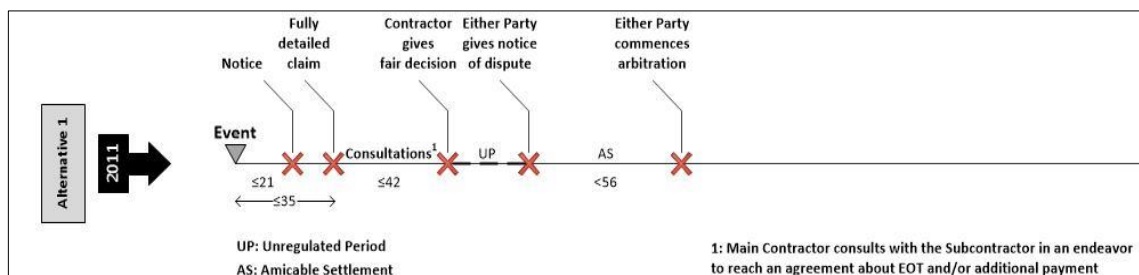 Fully
detailed
claim
Contractor
gives
fair decision
Either Party
gives notice
of dispute
Either Party
commences
arbitration
Notice
Alternative 1
2011
Event
Consultations¹
UP
AS
≤21
≤42
<56
≤35
UP: Unregulated Period
AS: Amicable Settlement
1: Main Contractor consults with the Subcontractor in an endeavor
to reach an agreement about EOT and/or additional payment